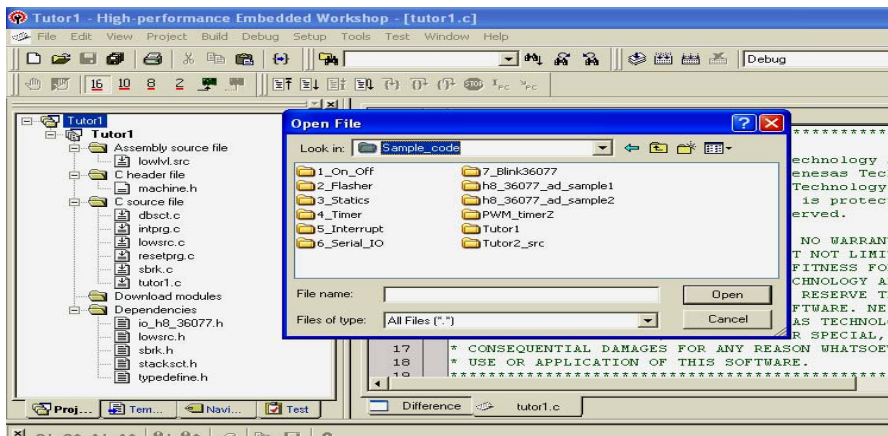 Tutor1 - High-performance Embedded Workshop - [tutor1.c]
File Edit View Project Build Debug Setup Tools Test Window Help
Debug
16 10 8 2
Tutor1
Tutor1
Assembly source file
lowlvl.src
C header file
machine.h
C source file
dbsct.c
intprg.c
lowsrc.c
resetprg.c
sbrk.c
tutor1.c
Download modules
Dependencies
io_h8_36077.h
lowsrc.h
sbrk.h
stacksct.h
typedefine.h
Proj... Tem... Navi... Test
Open File
Look in: Sample_code
1_On_Off
2_Flasher
3_Statics
4_Timer
5_Interrupt
6_Serial_IO
7_Blink36077
h8_36077_ad_sample1
h8_36077_ad_sample2
PWM_timerZ
Tutor1
Tutor2_src
File name:
Open
Files of type: All Files (*.*)
Cancel
***********
echnology
enesas Tec
Technology
is protec
erved.
NO WARRAN
T NOT LIMI
FITNESS FO
CHNOLOGY A
RESERVE T
FTWARE. NE
AS TECHNOL
R SPECIAL,
17 * CONSEQUENTIAL DAMAGES FOR ANY REASON WHATSOE
18 * USE OR APPLICATION OF THIS SOFTWARE.
19
Difference tutor1.c